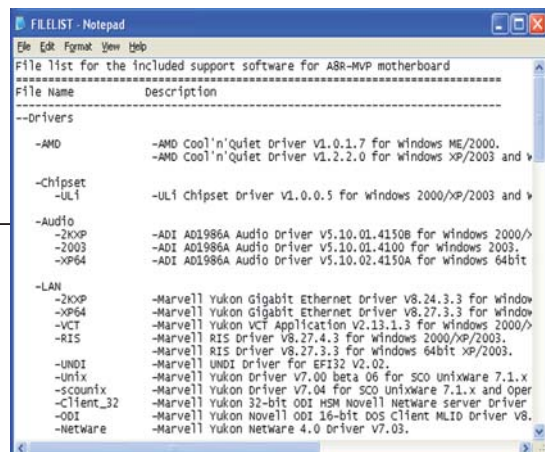 FILELIST - Notepad
File Edit Format View Help
File list for the included support software for A8R-MVP motherboard
==================================================================
File Name Description
------------------------------------------------------------------
--Drivers
-AMD -AMD Cool'n'Quiet Driver V1.0.1.7 for Windows ME/2000.
-AMD Cool'n'Quiet Driver V1.2.2.0 for Windows XP/2003 and w
-Chipset
-ULi -ULi Chipset Driver V1.0.0.5 for Windows 2000/XP/2003 and w
-Audio
-2KXP -ADI AD1986A Audio Driver V5.10.01.4150B for Windows 2000/X
-2003 -ADI AD1986A Audio Driver V5.10.01.4100 for Windows 2003.
-XP64 -ADI AD1986A Audio Driver V5.10.02.4150A for Windows 64bit
-LAN
-2KXP -Marvell Yukon Gigabit Ethernet Driver V8.24.3.3 for Window
-XP64 -Marvell Yukon Gigabit Ethernet Driver V8.27.3.3 for Window
-VCT -Marvell Yukon VCT Application V2.13.1.3 for Windows 2000/X
-RIS -Marvell RIS Driver V8.27.4.3 for Windows 2000/XP/2003.
-Marvell RIS Driver V8.27.3.3 for Windows 64bit XP/2003.
-UNDI -Marvell UNDI Driver for EFI32 V2.02.
-Unix -Marvell Yukon Driver V7.00 beta 06 for SCO UnixWare 7.1.x
-scounix -Marvell Yukon Driver V7.04 for SCO UnixWare 7.1.x and Oper
-Client_32 -Marvell Yukon 32-bit ODI HSM Novell Netware server Driver
-ODI -Marvell Yukon Novell ODI 16-bit DOS Client MLID Driver V8.
-NetWare -Marvell Yukon Netware 4.0 Driver V7.03.